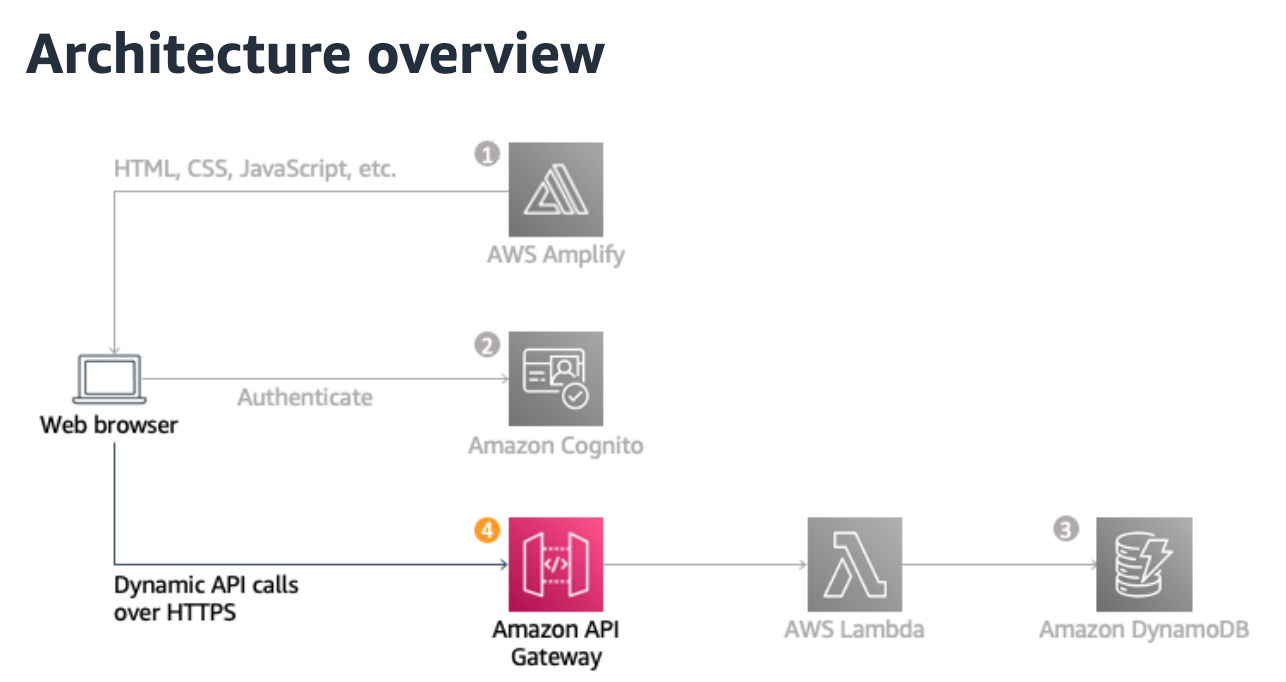 Architecture overview
1
HTML, CSS, JavaScript, etc.
AWS Amplify
2
Authenticate
Web browser
Amazon Cognito
4
3
</>
Dynamic API calls
over HTTPS
Amazon API
Gateway
AWS Lambda
Amazon DynamoDB